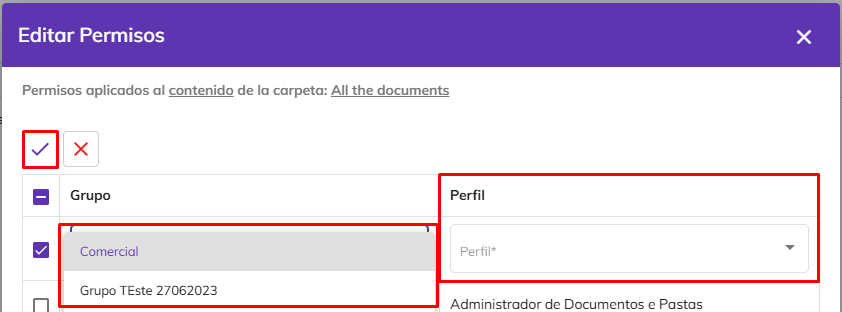 Editar Permisos
Permisos aplicados al contenido de la carpeta: All the documents
Grupo
Perfil
Comercial
Perfil*
Grupo TEste 27062023
Administrador de Documentos e Pastas